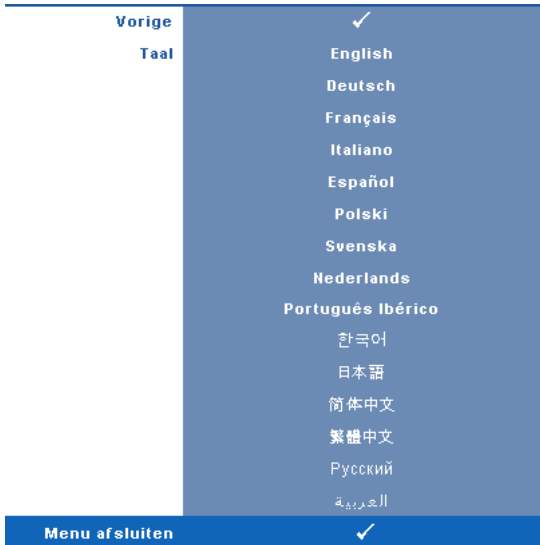 Vorige ✓
Taal English
Deutsch
Français
Italiano
Español
Polski
Svenska
Nederlands
Português Ibérico
한국어
日本語
简体中文
繁體中文
Русский
العربية
Menu afsluiten ✓